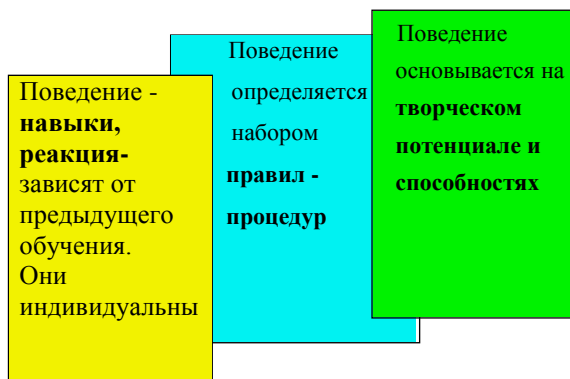 Поведение -
навыки,
реакция-
зависят от
предыдущего
обучения.
Они
индивидуальны
Поведение
определяется
набором
правил -
процедур
Поведение
основывается на
творческом
потенциале и
способностях